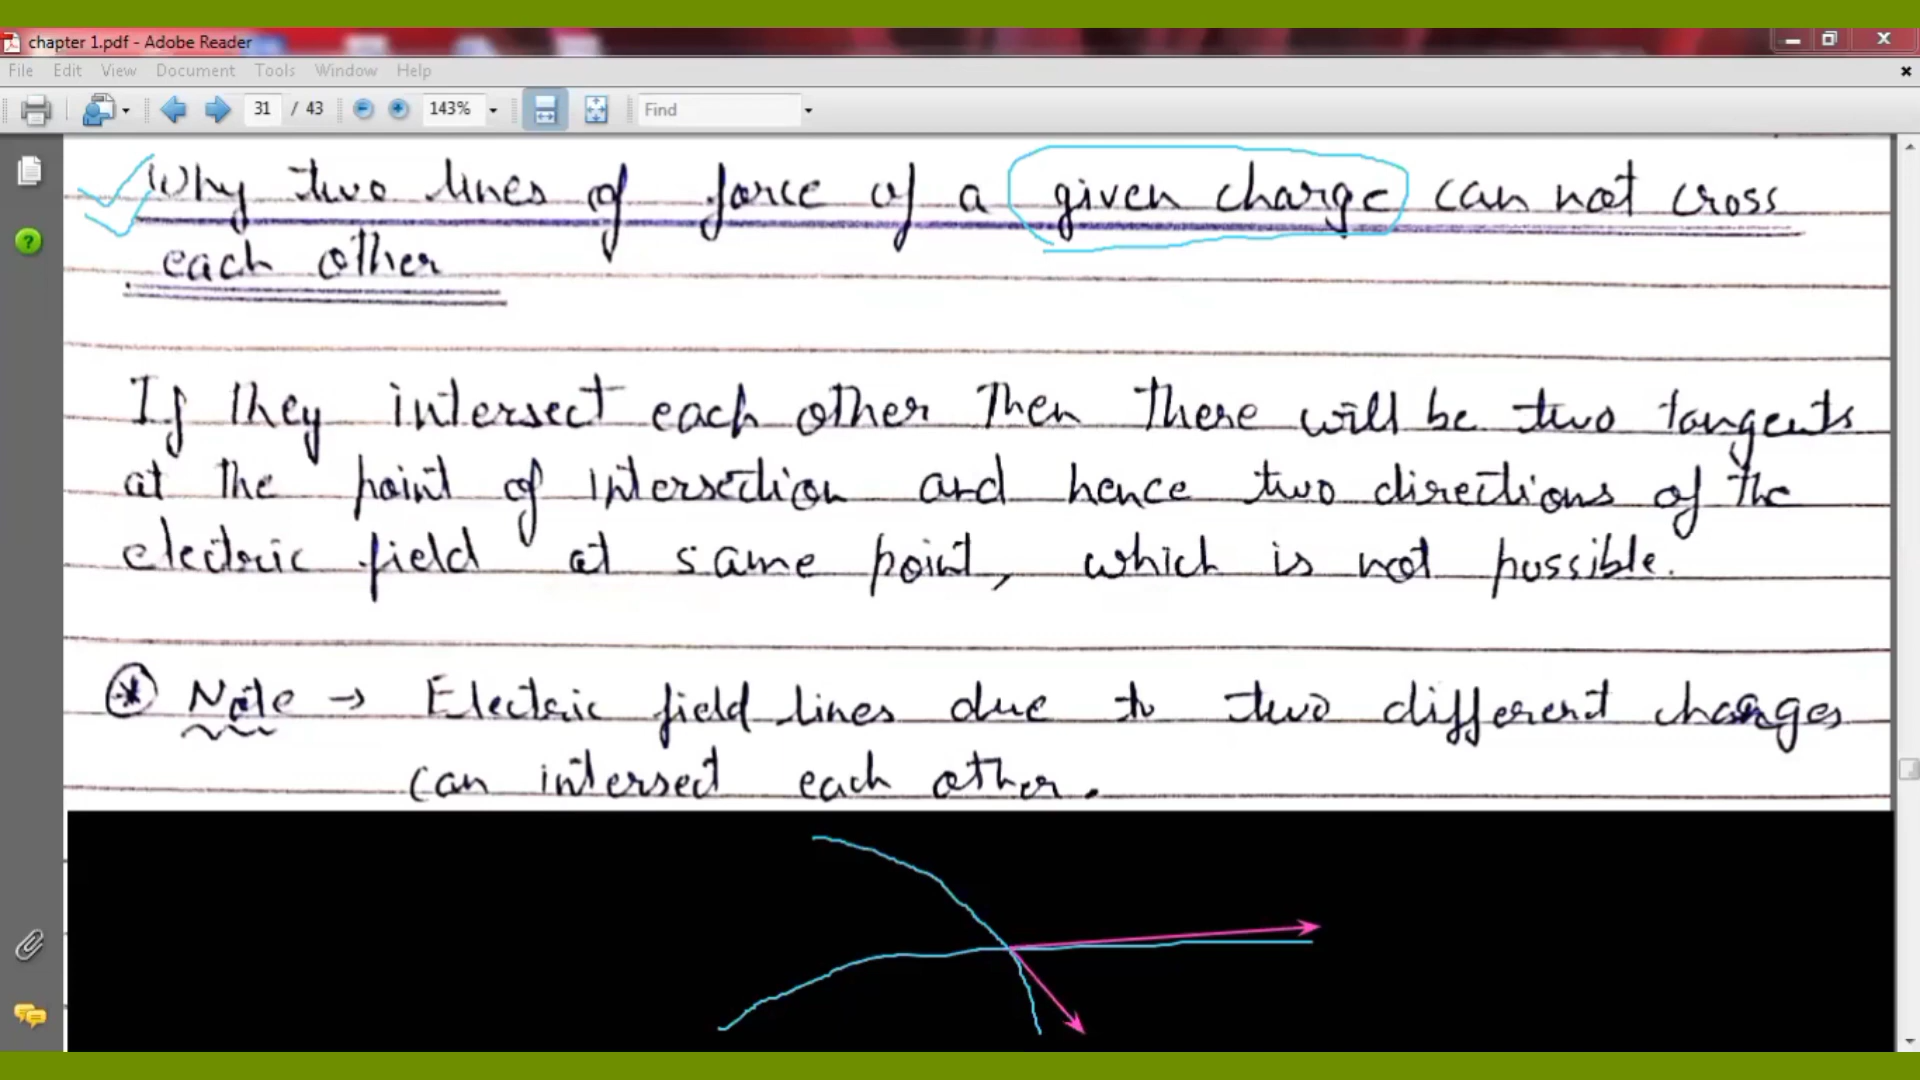 chapter 1.pdf - Adobe Reader
File Edit View Document Tools Window Help
31 / 43 143% Find
Why two lines of force of a given charge can not cross
each other
If they intersect each other Then There will be two tangents
at the point of intersection and hence two directions of the
electric field at same point, which is not possible.
* Note → Electric field lines due to two different charges
can intersect each other.